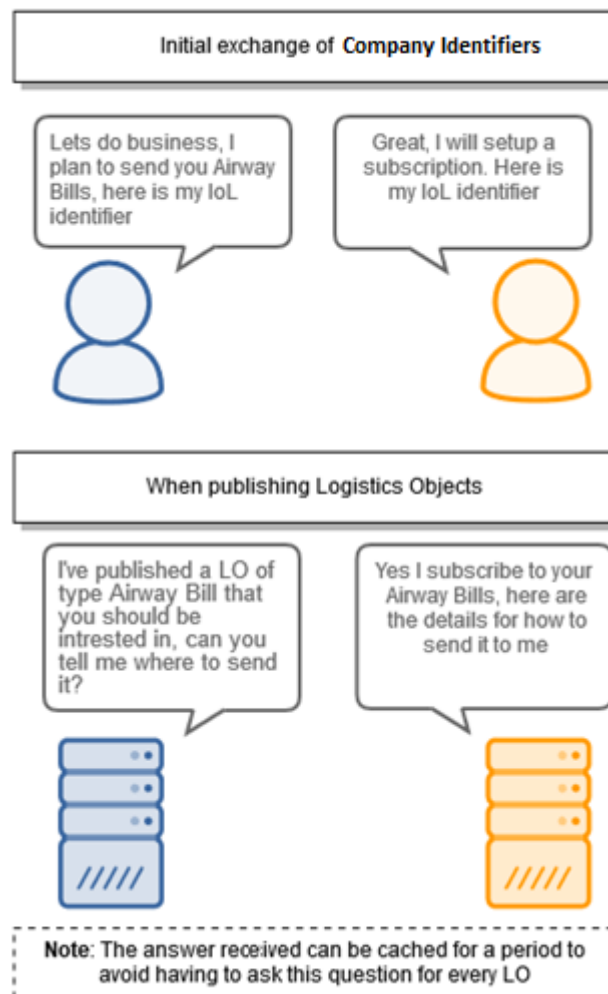 Initial exchange of Company Identifiers
Lets do business, I
plan to send you Airway
Bills, here is my IoL
identifier
Great, I will setup a
subscription. Here is
my IoL identifier
When publishing Logistics Objects
I've published a LO of
type Airway Bill that
you should be
intrested in, can you
tell me where to send
it?
Yes I subscribe to your
Airway Bills, here are
the details for how to
send it to me
Note: The answer received can be cached for a period to
avoid having to ask this question for every LO